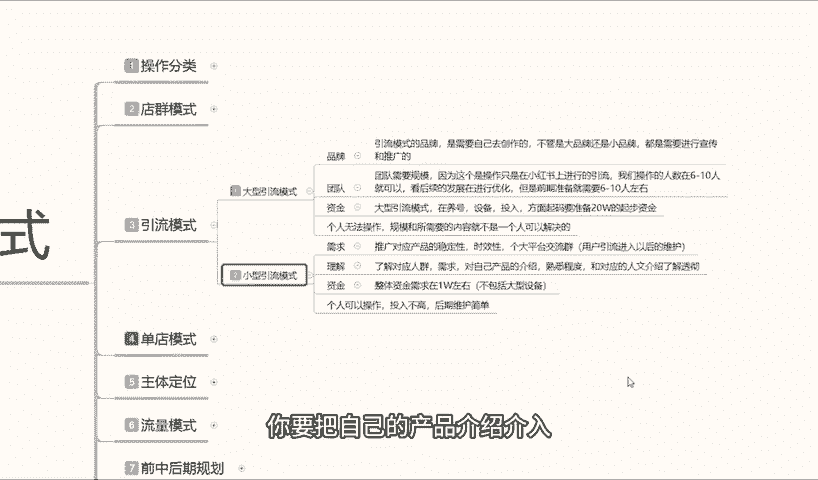 式
1 操作分类
2 店群模式
3 引流模式
1 大型引流模式
品牌
引流模式的品牌，是需要自己去创作的，不管是大品牌还是小品牌，都是需要进行宣传
和推广的
团队
团队需要规模，因为这个是操作只是在小红书上进行的引流，我们操作的人数在6-10人
就可以，看后续的发展在进行优化，但是前期准备就需要6-10人左右
资金
大型引流模式，在养号，设备，投入，方面起码要准备20W的起步资金
个人无法操作，规模和所需要的内容就不是一个人可以解决的
2 小型引流模式
需求
推广对应产品的稳定性，时效性，个大平台交流群（用户引流进入以后的维护）
理解
了解对应人群，需求，对自己产品的介绍，熟悉程度，和对应的人文介绍了解透彻
资金
整体资金需求在1W左右（不包括大型设备）
个人可以操作，投入不高，后期维护简单
4 单店模式
5 主体定位
6 流量模式
7 前中后期规划
你要把自己的产品介绍介入